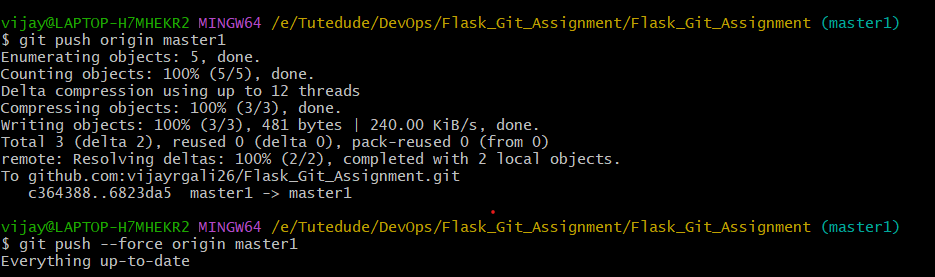 vijay@LAPTOP-H7MHEKR2 MINGW64 /e/Tutedude/DevOps/Flask_Git_Assignment/Flask_Git_Assignment (master1)
$ git push origin master1
Enumerating objects: 5, done.
Counting objects: 100% (5/5), done.
Delta compression using up to 12 threads
Compressing objects: 100% (3/3), done.
Writing objects: 100% (3/3), 481 bytes | 240.00 KiB/s, done.
Total 3 (delta 2), reused 0 (delta 0), pack-reused 0 (from 0)
remote: Resolving deltas: 100% (2/2), completed with 2 local objects.
To github.com:vijayrgali26/Flask_Git_Assignment.git
   c364388..6823da5  master1 -> master1
vijay@LAPTOP-H7MHEKR2 MINGW64 /e/Tutedude/DevOps/Flask_Git_Assignment/Flask_Git_Assignment (master1)
$ git push --force origin master1
Everything up-to-date